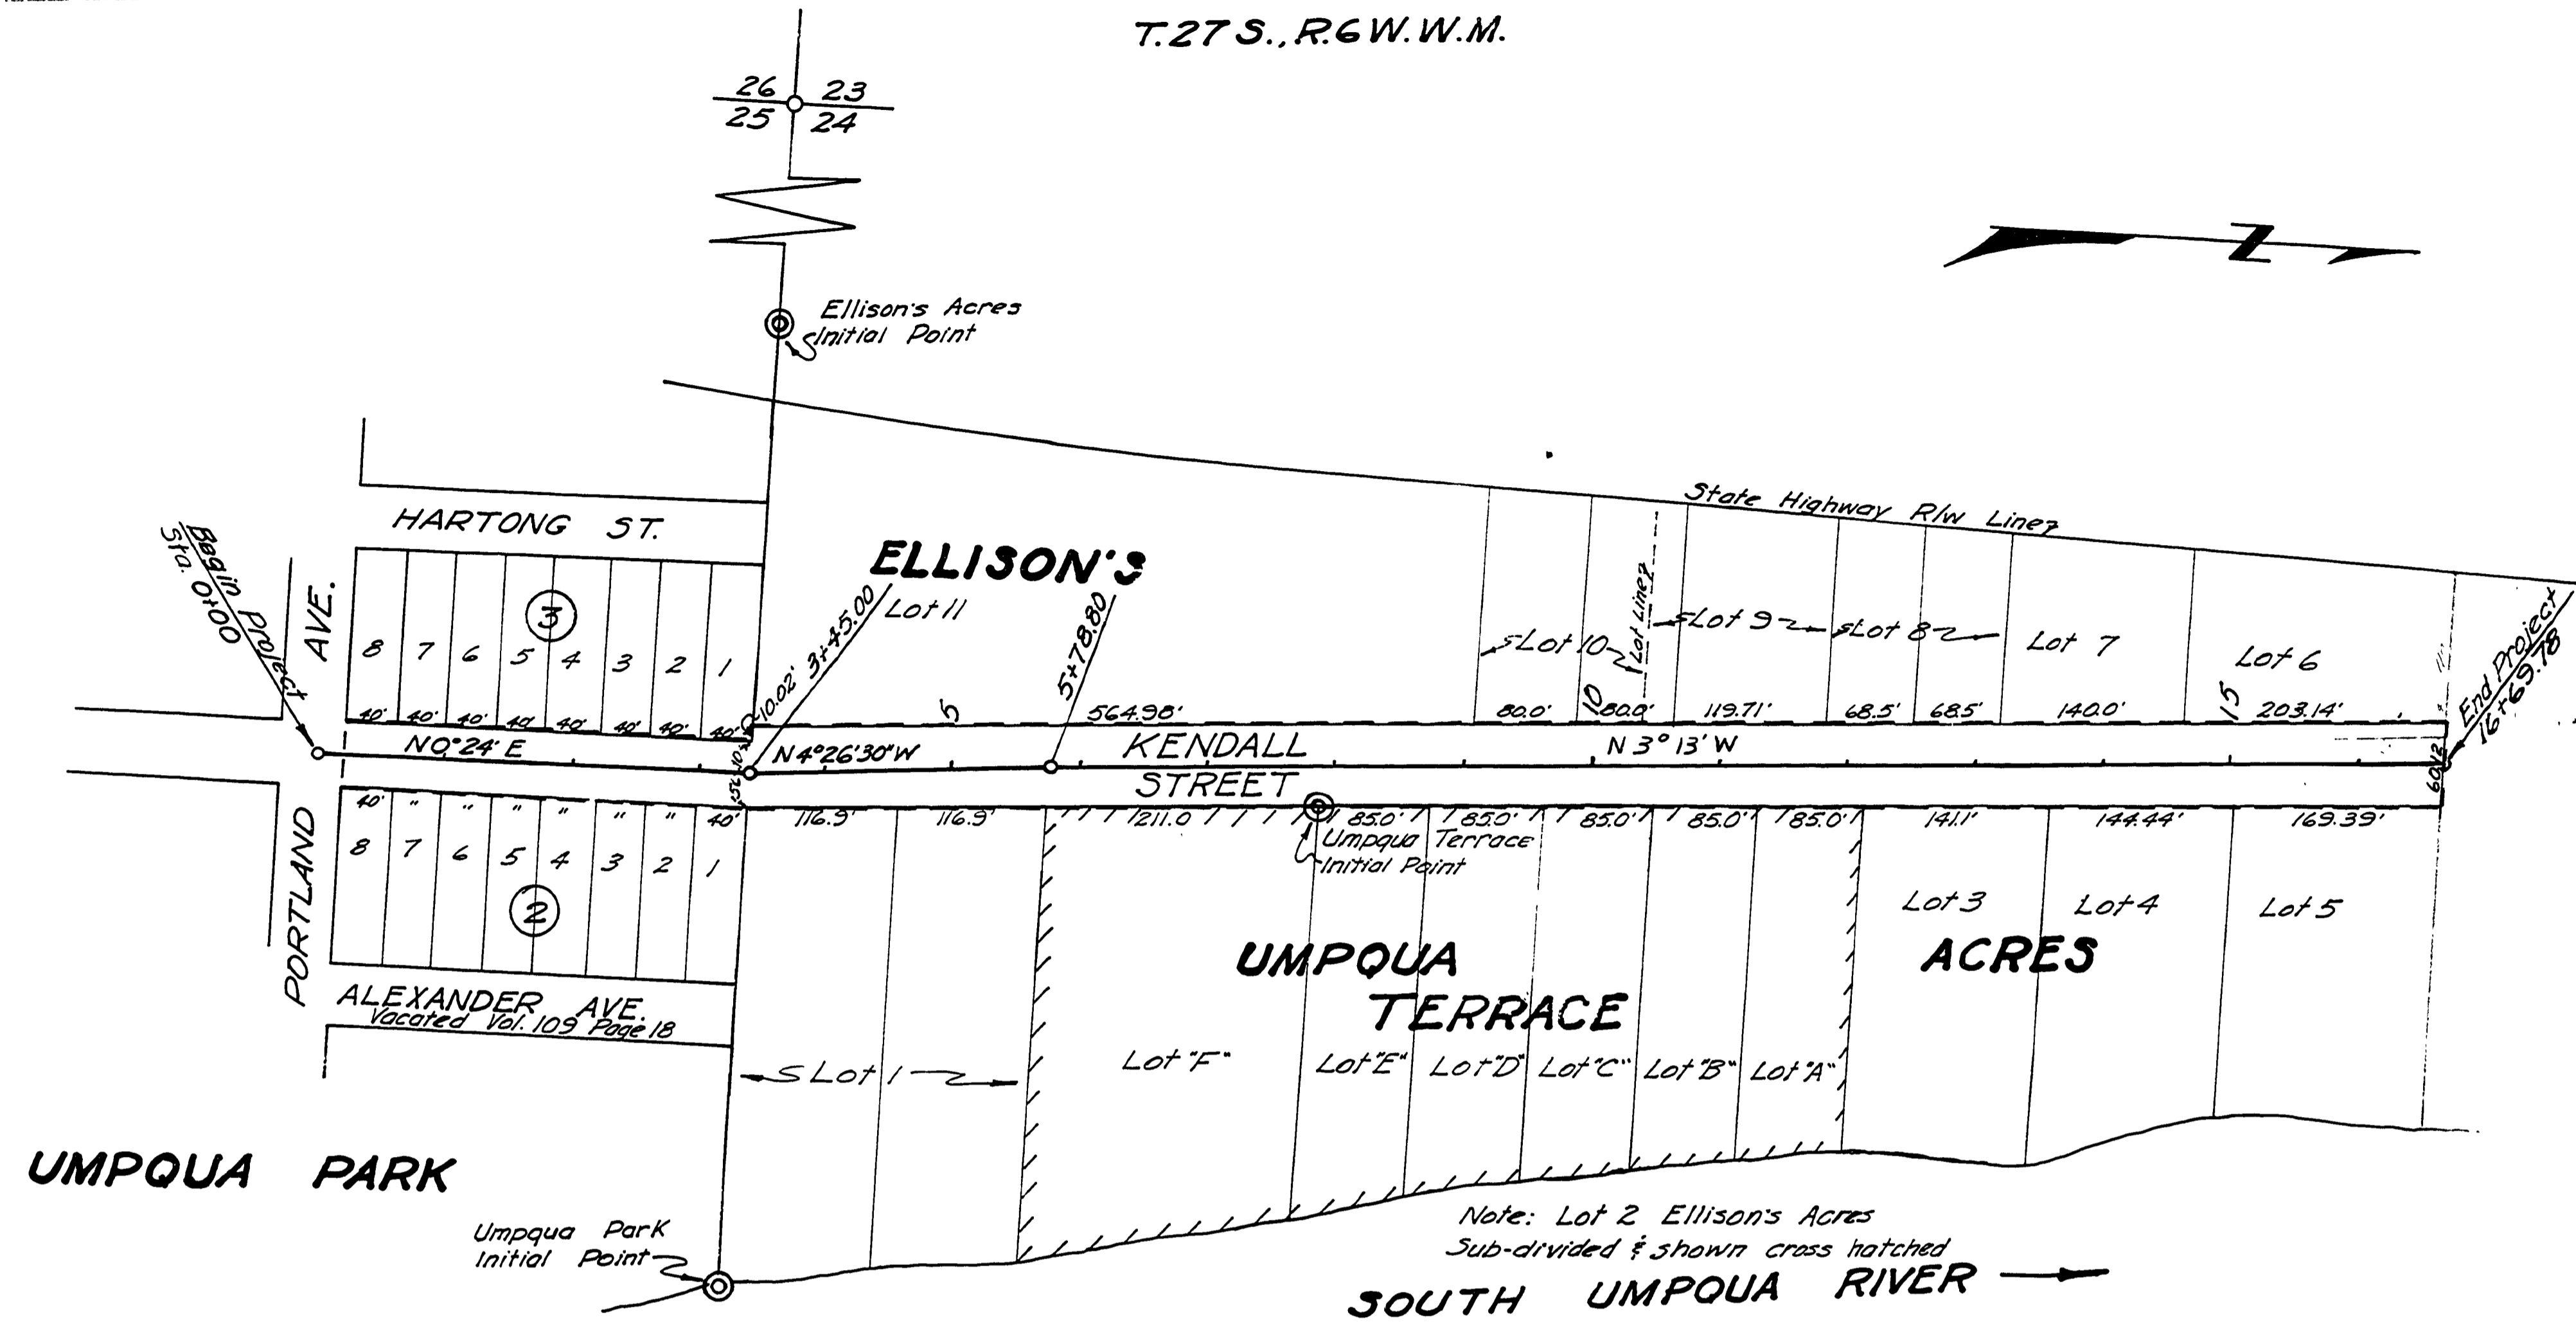 T.27 S., R.6 W. W.M.
26 23
25 24
Ellison's Acres
Initial Point
HARTONG ST.
State Highway R/W Line
Begin Project
Sta. 0+00
AVE.
PORTLAND
3
8 7 6 5 4 3 2 1
40' 40' 40' 40' 40' 40' 40' 40'
ELLISON'S
Lot 11
10.02'
3+45.00
5+78.80
Lot 10
Lot Line
Lot 9
Lot 8
Lot 7
Lot 6
End Project
16+69.78
5
564.98'
80.0'
10
80.0'
119.71'
68.5'
68.5'
140.0'
15
203.14'
N 0° 24' E
N 4° 26' 30" W
KENDALL
STREET
N 3° 13' W
60.12
40' " " " " " " 40'
116.9'
116.9'
211.0
85.0'
85.0'
85.0'
85.0'
85.0'
141.1'
144.44'
169.39'
Umpqua Terrace
Initial Point
8 7 6 5 4 3 2 1
2
Lot 3
Lot 4
Lot 5
UMPQUA
TERRACE
ACRES
ALEXANDER AVE.
Vacated Vol. 109 Page 18
Lot 1
Lot "F"
Lot "E"
Lot "D"
Lot "C"
Lot "B"
Lot "A"
UMPQUA PARK
Umpqua Park
Initial Point
Note: Lot 2 Ellison's Acres
Sub-divided & shown cross hatched
SOUTH UMPQUA RIVER
N